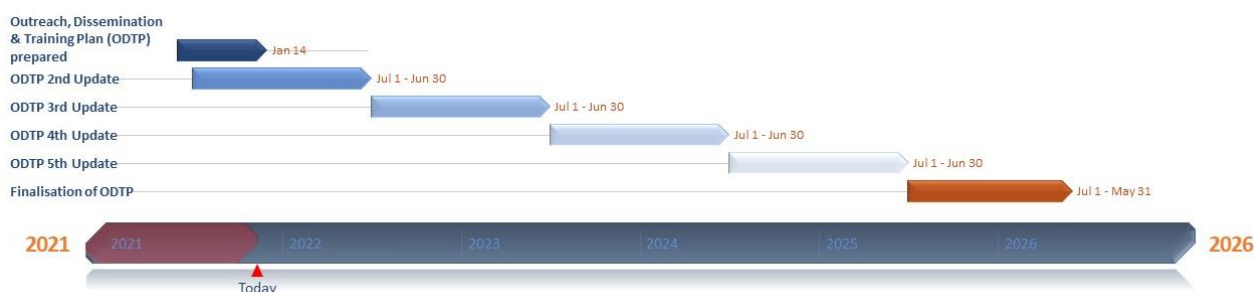 Outreach, Dissemination
& Training Plan (ODTP)
prepared
Jan 14
ODTP 2nd Update
Jul 1 - Jun 30
ODTP 3rd Update
Jul 1 - Jun 30
ODTP 4th Update
Jul 1 - Jun 30
ODTP 5th Update
Jul 1 - Jun 30
Finalisation of ODTP
Jul 1 - May 31
2021
2021
2022
2023
2024
2025
2026
2026
Today